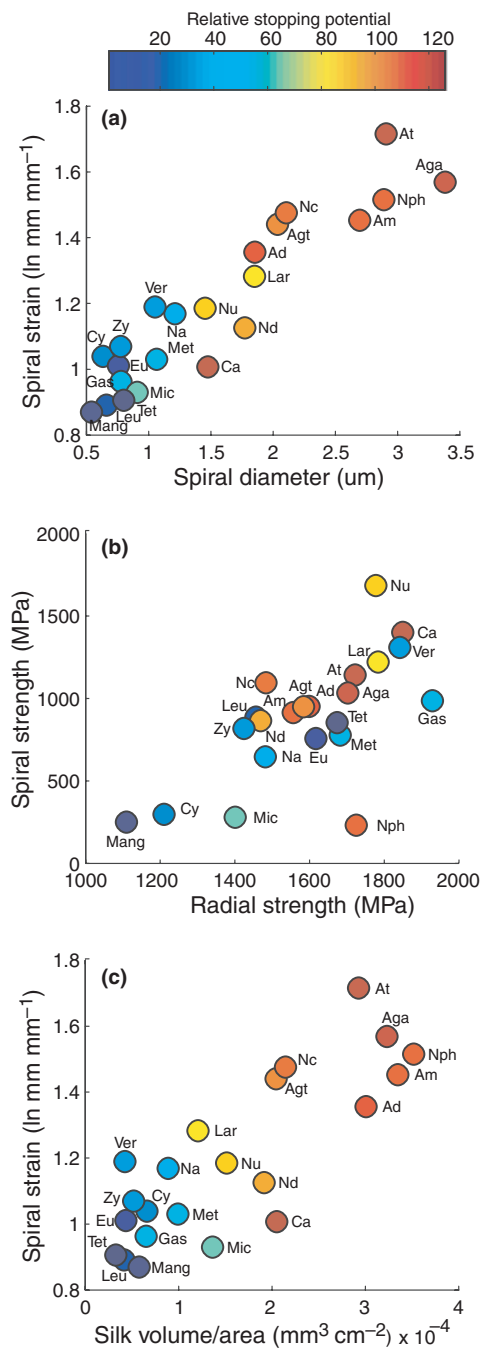 Relative stopping potential
20 40 60 80 100 120
(a)
Spiral strain (ln mm mm⁻¹)
1.8
1.6
1.4
1.2
1
0.8
At
Aga
Nph
Am
Nc
Agt
Ad
Lar
Ver
Nu
Na
Nd
Zy
Cy
Met
Eu
Ca
Gas
Mic
Tet
Leu
Mang
0.5 1 1.5 2 2.5 3 3.5
Spiral diameter (um)
(b)
Spiral strength (MPa)
2000
1500
1000
500
0
Nu
Ca
Lar
Ver
At
Nc
Am
Agt
Ad
Aga
Gas
Leu
Tet
Zy
Nd
Met
Eu
Na
Cy
Mic
Nph
Mang
1000 1200 1400 1600 1800 2000
Radial strength (MPa)
(c)
Spiral strain (ln mm mm⁻¹)
1.8
1.6
1.4
1.2
1
0.8
At
Aga
Nph
Nc
Am
Agt
Ad
Lar
Ver
Na
Nu
Nd
Zy
Cy
Eu
Met
Ca
Gas
Tet
Mic
Leu
Mang
0 1 2 3 4
Silk volume/area (mm³ cm⁻²) x 10⁻⁴